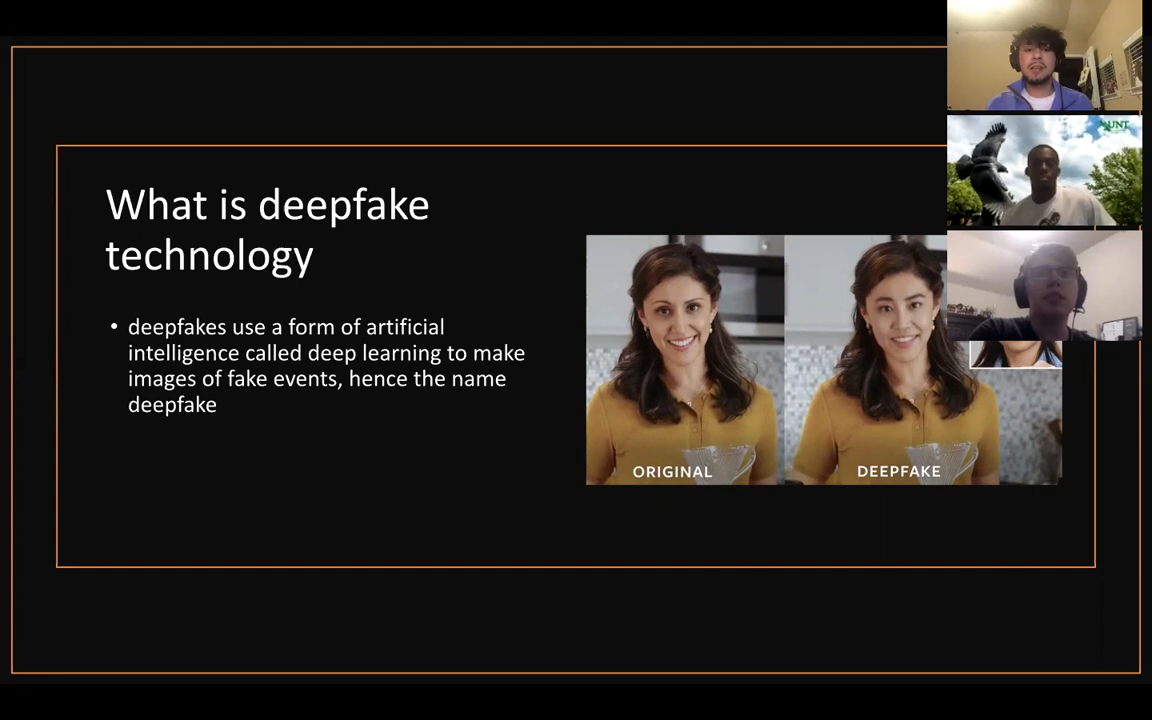 What is deepfake
technology
• deepfakes use a form of artificial
intelligence called deep learning to make
images of fake events, hence the name
deepfake
ORIGINAL
DEEPFAKE
UNT